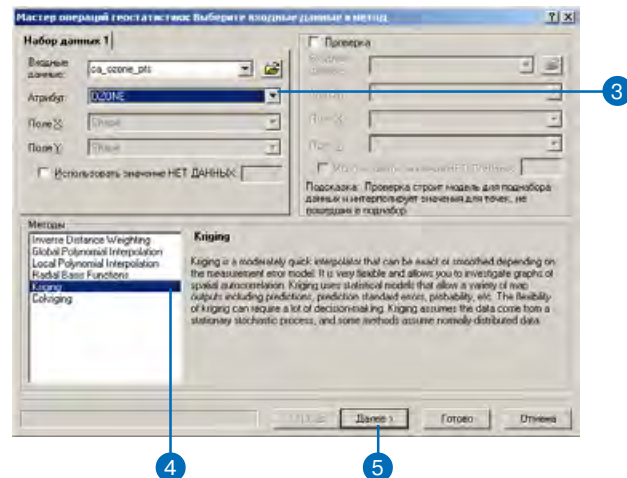 Мастер операций геостатистики: Выберите входные данные и метод
Набор данных 1
Проверка
Входные данные:
ca_ozone_pts
Атрибут:
OZONE
3
Поле X:
Shape
Поле Y:
Shape
Использовать значение НЕТ ДАННЫХ:
Подсказка: Проверка строит модель для поднабора
данных и интерполирует значения для точек, не
вошедших в поднабор.
Методы
Inverse Distance Weighting
Global Polynomial Interpolation
Local Polynomial Interpolation
Radial Basis Functions
Kriging
Cokriging
Kriging
Kriging is a moderately quick interpolator that can be exact or smoothed depending on
the measurement error model. It is very flexible and allows you to investigate graphs of
spatial autocorrelation. Kriging uses statistical models that allow a variety of map
outputs including predictions, prediction standard errors, probability, etc. The flexibility
of kriging can require a lot of decision-making. Kriging assumes the data come from a
stationary stochastic process, and some methods assume normally-distributed data.
Далее >
Готово
Отмена
4
5